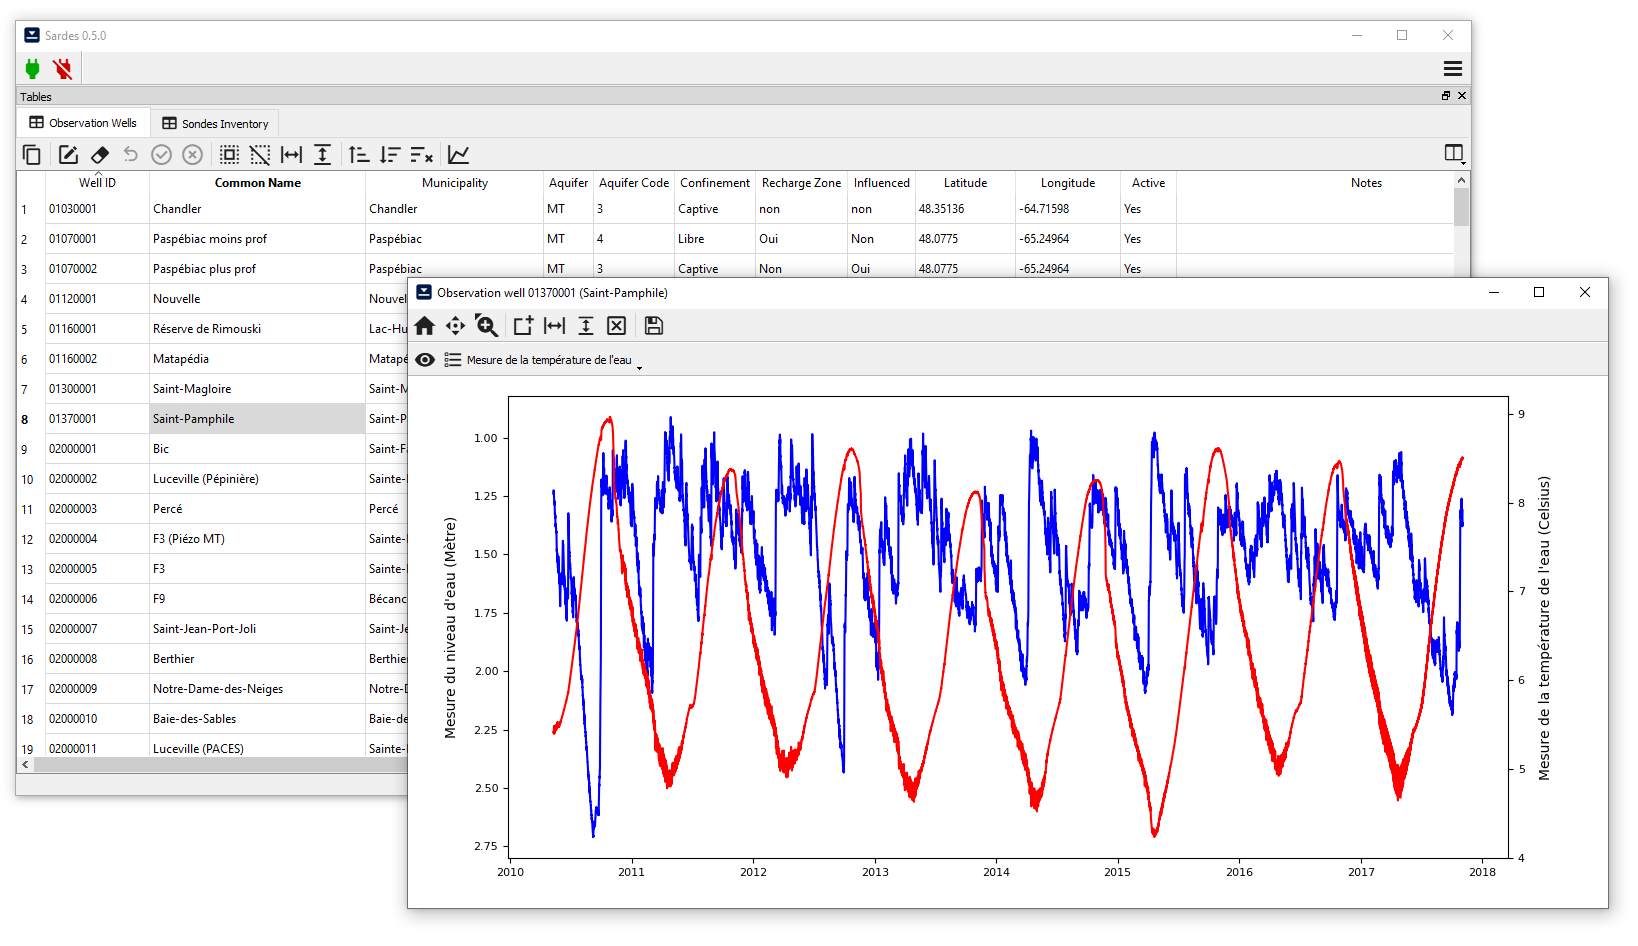 Sardes 0.5.0
Tables
Observation Wells Sondes Inventory
Well ID Common Name Municipality Aquifer Aquifer Code Confinement Recharge Zone Influenced Latitude Longitude Active Notes
1 01030001 Chandler Chandler MT 3 Captive non non 48.35136 -64.71598 Yes
2 01070001 Paspébiac moins prof Paspébiac MT 4 Libre Oui Non 48.0775 -65.24964 Yes
3 01070002 Paspébiac plus prof Paspébiac MT 3 Captive Non Oui 48.0775 -65.24964 Yes
4 01120001 Nouvelle Nouvel
5 01160001 Réserve de Rimouski Lac-Hu
6 01160002 Matapédia Matapé
7 01300001 Saint-Magloire Saint-M
8 01370001 Saint-Pamphile Saint-P
9 02000001 Bic Saint-Fa
10 02000002 Luceville (Pépinière) Sainte-
11 02000003 Percé Percé
12 02000004 F3 (Piézo MT) Sainte-
13 02000005 F3 Sainte-
14 02000006 F9 Bécanc
15 02000007 Saint-Jean-Port-Joli Saint-Je
16 02000008 Berthier Berthier
17 02000009 Notre-Dame-des-Neiges Notre-D
18 02000010 Baie-des-Sables Baie-de
19 02000011 Luceville (PACES) Sainte-
Observation well 01370001 (Saint-Pamphile)
Mesure de la température de l'eau
Mesure du niveau d'eau (Mètre)
1.00
1.25
1.50
1.75
2.00
2.25
2.50
2.75
2010 2011 2012 2013 2014 2015 2016 2017 2018
9
8
7
6
5
4
Mesure de la température de l'eau (Celsius)